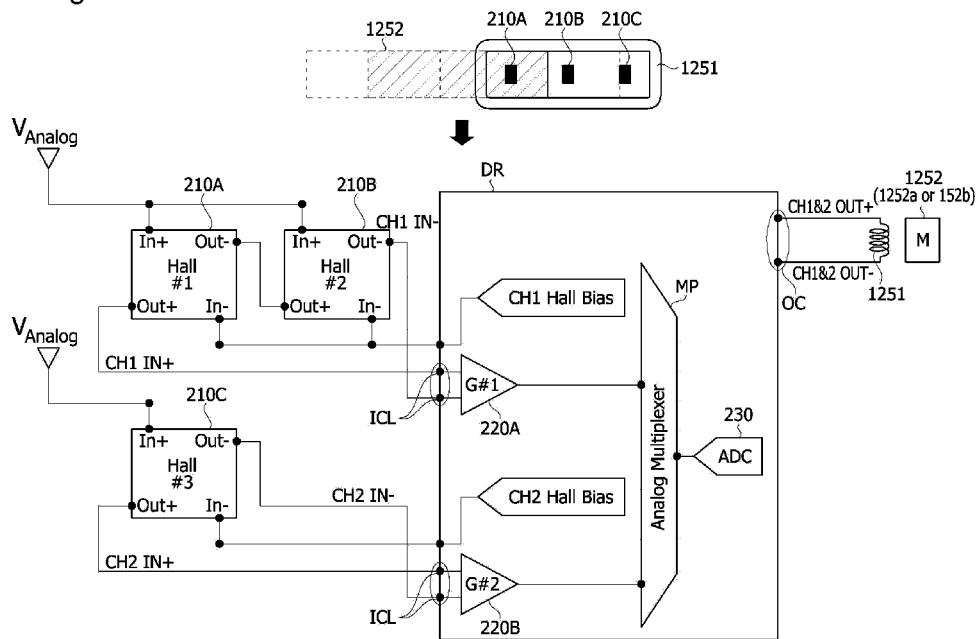 210A 210B 210C
1252
1251
VAnalog
210A
210B
DR
CH1 IN-
In+ Out-
Hall
#1
Out+ In-
In+ Out-
Hall
#2
Out+ In-
CH1&2 OUT+
CH1&2 OUT-
1252
(1252a or 152b)
M
1251
OC
CH1 Hall Bias
MP
VAnalog
CH1 IN+
ICL
G#1
220A
Analog Multiplexer
230
ADC
210C
In+ Out-
Hall
#3
Out+ In-
CH2 IN-
CH2 Hall Bias
CH2 IN+
ICL
G#2
220B